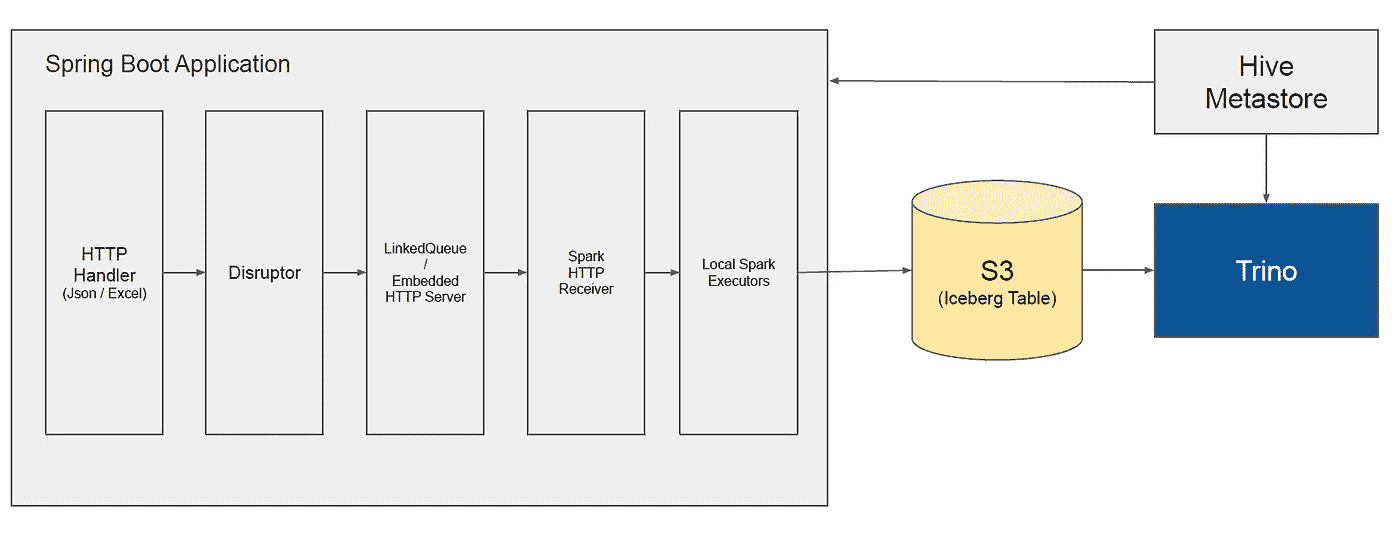 Spring Boot Application
HTTP
Handler
(Json / Excel)
Disruptor
LinkedQueue
/
Embedded
HTTP Server
Spark
HTTP
Receiver
Local Spark
Executors
S3
(Iceberg Table)
Hive
Metastore
Trino